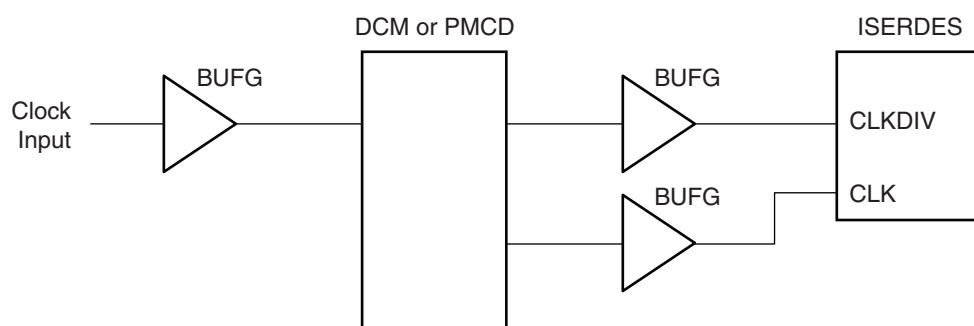 DCM or PMCD
ISERDES
BUFG
BUFG
Clock
Input
CLKDIV
BUFG
CLK